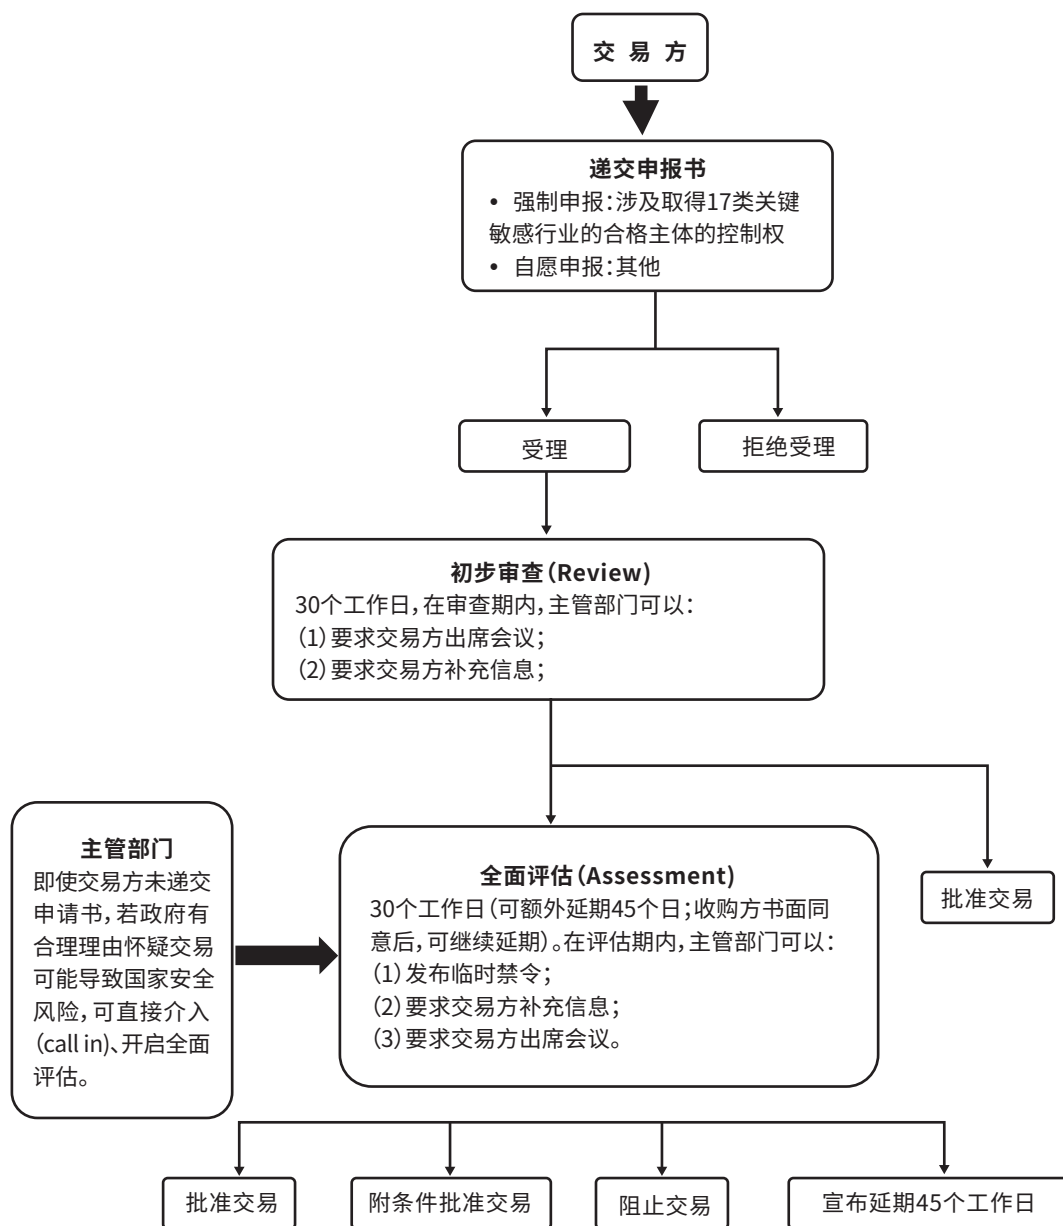 交 易 方
递交申报书
• 强制申报：涉及取得17类关键
敏感行业的合格主体的控制权
• 自愿申报：其他
受理
拒绝受理
初步审查（Review)
30个工作日，在审查期内，主管部门可以：
（1）要求交易方出席会议；
（2）要求交易方补充信息；
主管部门
即使交易方未递交
申请书，若政府有
合理理由怀疑交易
可能导致国家安全
风险，可直接介入
（call in)、开启全面
评估。
全面评估（Assessment)
30个工作日（可额外延期45个日；收购方书面同
意后，可继续延期）。在评估期内，主管部门可以：
（1）发布临时禁令；
（2）要求交易方补充信息；
（3）要求交易方出席会议。
批准交易
批准交易
附条件批准交易
阻止交易
宣布延期45个工作日